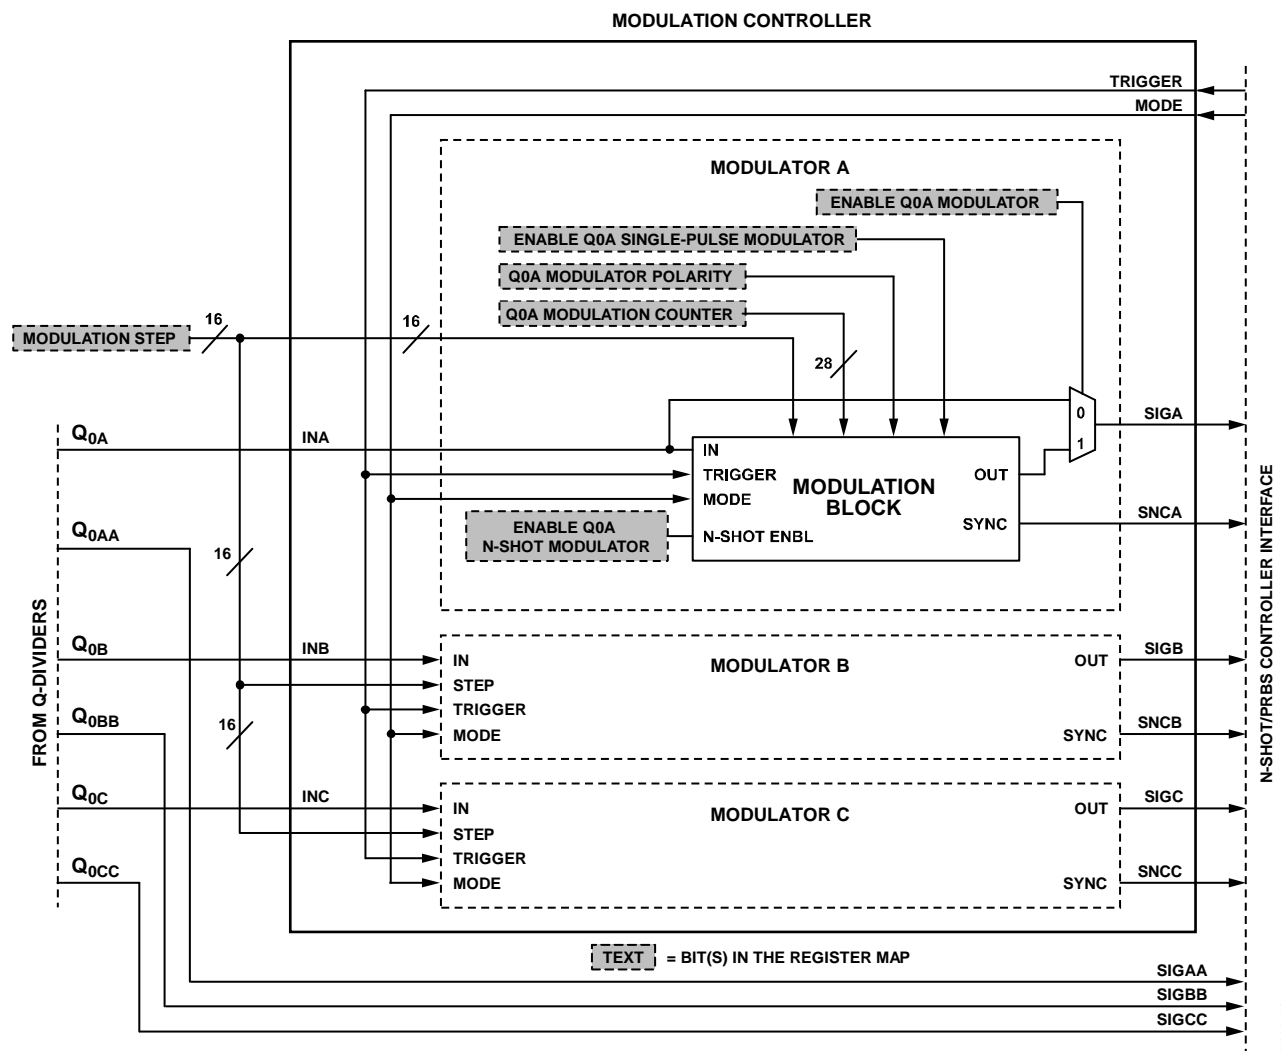 MODULATION CONTROLLER
TRIGGER
MODE
MODULATOR A
ENABLE Q0A MODULATOR
ENABLE Q0A SINGLE-PULSE MODULATOR
Q0A MODULATOR POLARITY
Q0A MODULATION COUNTER
MODULATION STEP
16
16
28
0
1
SIGA
Q0A
INA
IN
TRIGGER
MODE
N-SHOT ENBL
MODULATION
BLOCK
OUT
SYNC
SNCA
ENABLE Q0A
N-SHOT MODULATOR
Q0AA
16
FROM Q-DIVIDERS
N-SHOT/PRBS CONTROLLER INTERFACE
Q0B
INB
IN
STEP
TRIGGER
MODE
MODULATOR B
OUT
SYNC
SIGB
SNCB
Q0BB
16
Q0C
INC
IN
STEP
TRIGGER
MODE
MODULATOR C
OUT
SYNC
SIGC
SNCC
Q0CC
TEXT = BIT(S) IN THE REGISTER MAP
SIGAA
SIGBB
SIGCC